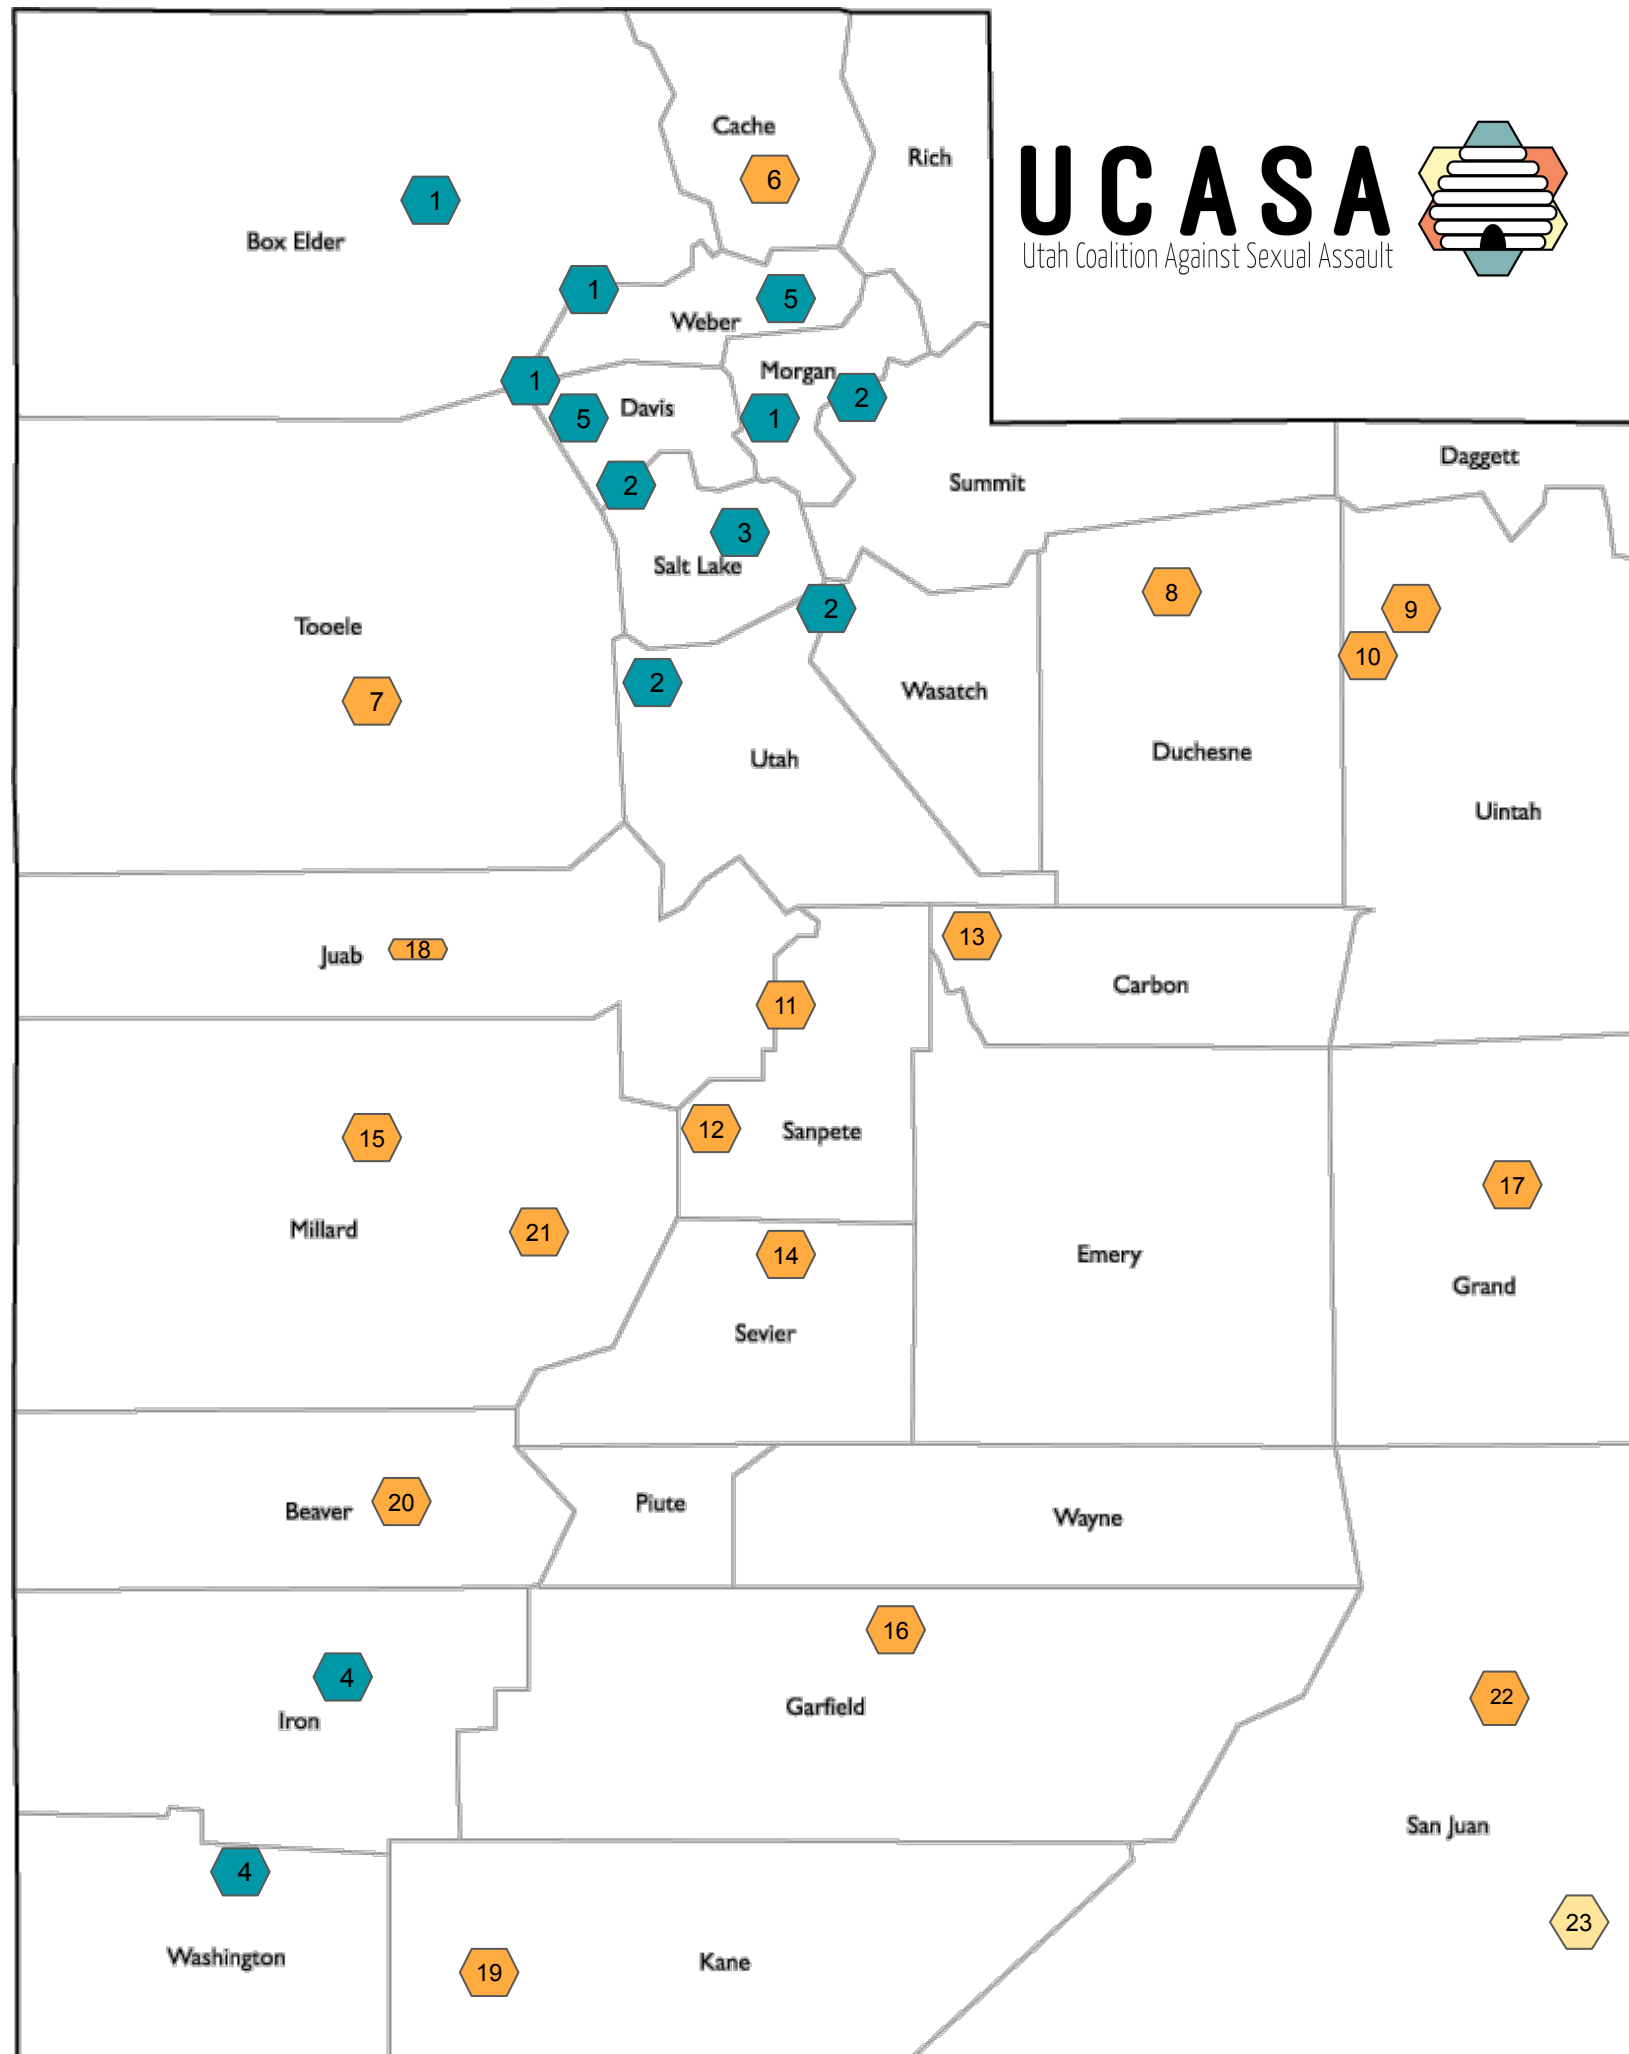 Cache
Rich
UCASA
6
1
Box Elder
Utah Coalition Against Sexual Assault
1
5
Weber
Morgan
1
2
Davis
5
1
Daggett
2
Summit
3
Salt Lake
8
2
9
Tooele
10
2
Wasatch
7
Duchesne
Utah
Uintah
13
Juab
18
Carbon
11
12
Sanpete
15
17
Millard
21
14
Emery
Grand
Sevier
20
Piute
Beaver
Wayne
16
4
22
Garfield
Iron
San Juan
4
23
Washington
19
Kane